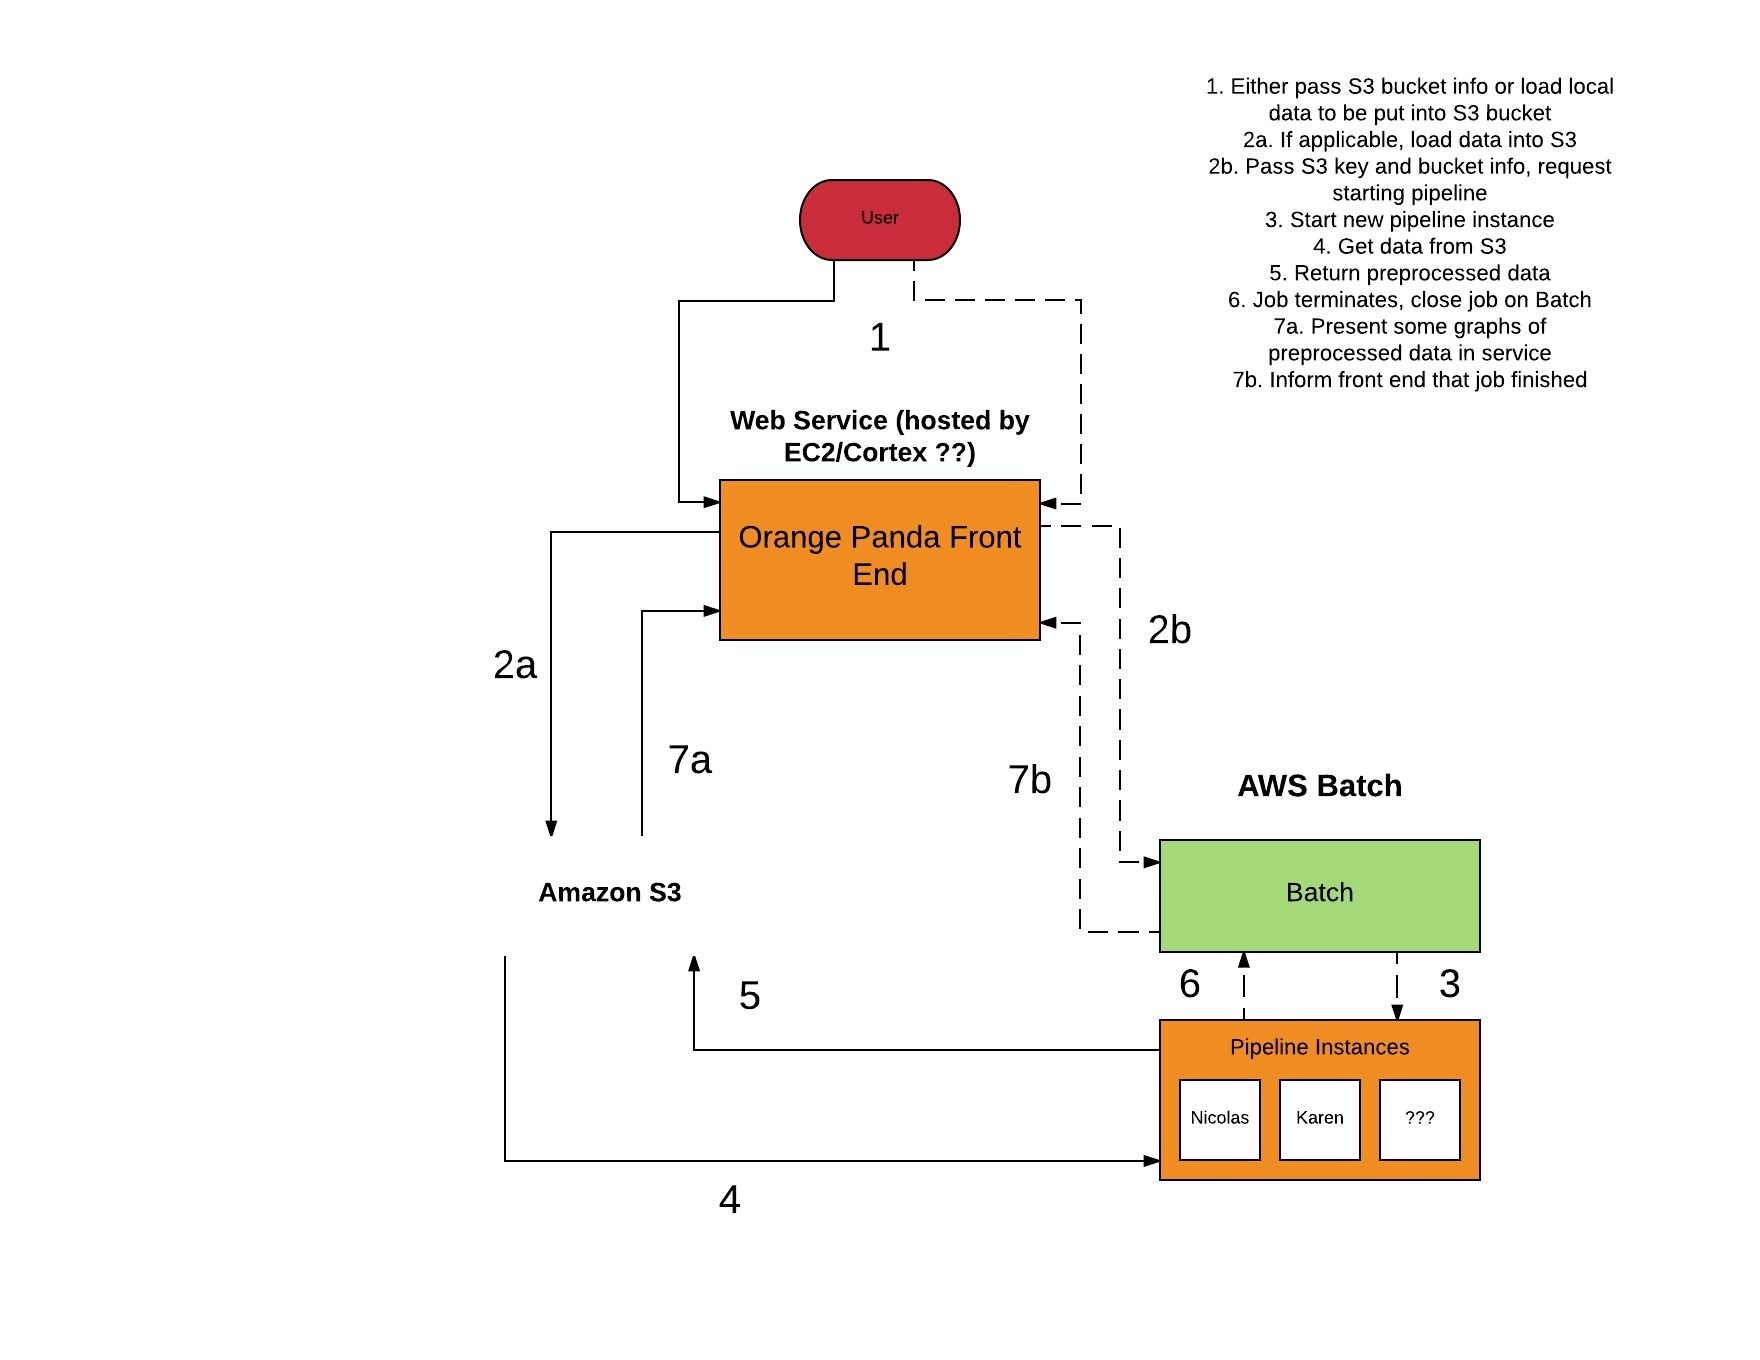 1. Either pass S3 bucket info or load local
data to be put into S3 bucket
2a. If applicable, load data into S3
2b. Pass S3 key and bucket info, request
starting pipeline
3. Start new pipeline instance
4. Get data from S3
5. Return preprocessed data
6. Job terminates, close job on Batch
7a. Present some graphs of
preprocessed data in service
7b. Inform front end that job finished
User
1
Web Service (hosted by
EC2/Cortex ??)
Orange Panda Front
End
2a
2b
7a
7b
AWS Batch
Amazon S3
Batch
5
6
3
Pipeline Instances
Nicolas
Karen
???
4